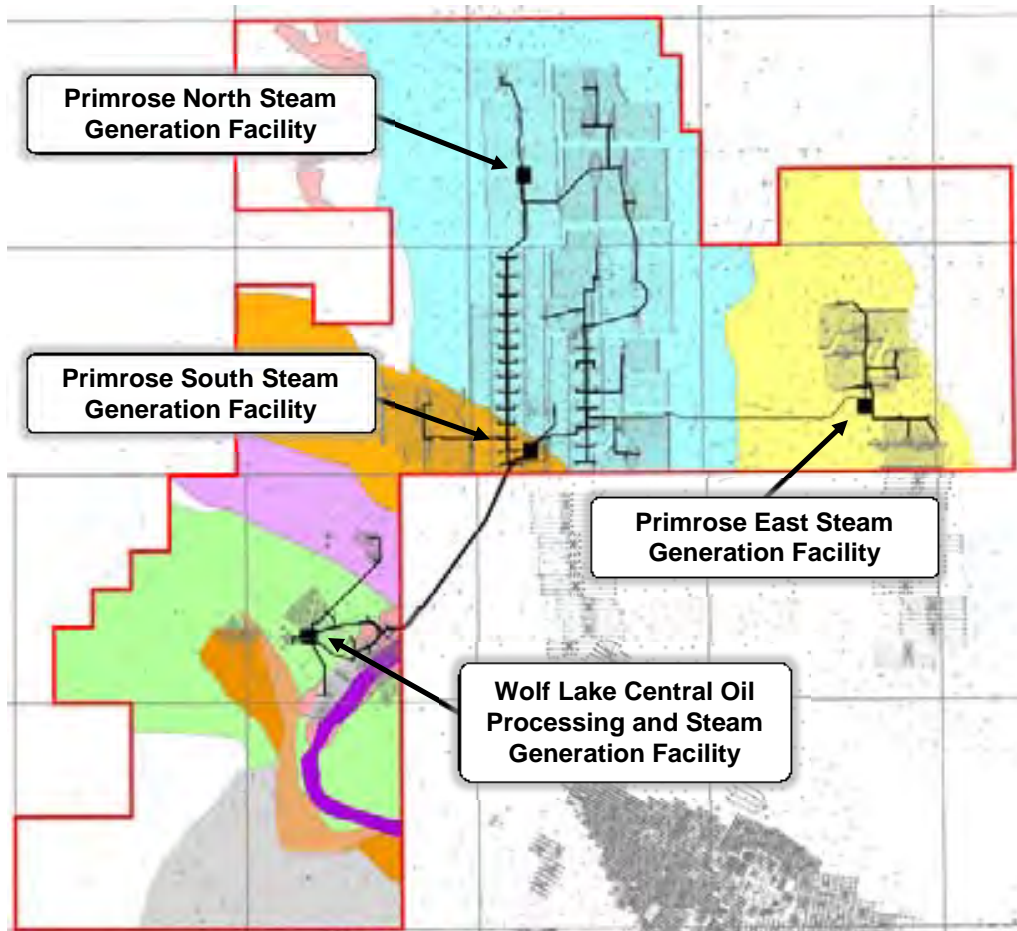 Primrose North Steam
Generation Facility
Primrose South Steam
Generation Facility
Primrose East Steam
Generation Facility
Wolf Lake Central Oil
Processing and Steam
Generation Facility